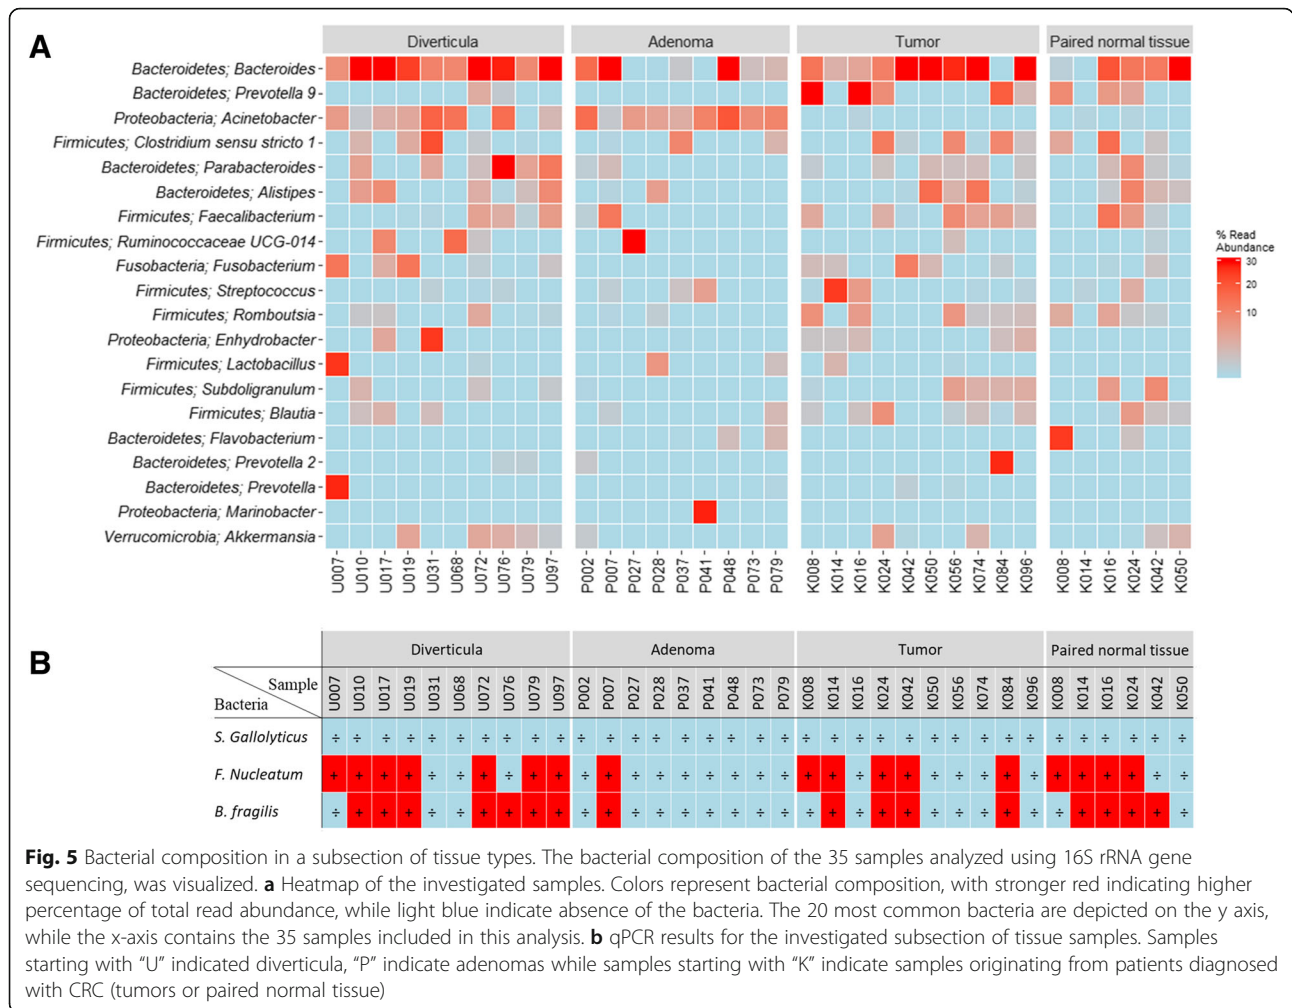 A
Diverticula Adenoma Tumor Paired normal tissue
Bacteroidetes; Bacteroides
Bacteroidetes; Prevotella 9
Proteobacteria; Acinetobacter
Firmicutes; Clostridium sensu stricto 1
Bacteroidetes; Parabacteroides
Bacteroidetes; Alistipes
Firmicutes; Faecalibacterium
Firmicutes; Ruminococcaceae UCG-014
Fusobacteria; Fusobacterium
Firmicutes; Streptococcus
Firmicutes; Romboutsia
Proteobacteria; Enhydrobacter
Firmicutes; Lactobacillus
Firmicutes; Subdoligranulum
Firmicutes; Blautia
Bacteroidetes; Flavobacterium
Bacteroidetes; Prevotella 2
Bacteroidetes; Prevotella
Proteobacteria; Marinobacter
Verrucomicrobia; Akkermansia
% Read
Abundance
30
20
10
U007 U010 U017 U019 U031 U068 U072 U076 U079 U097 P002 P007 P027 P028 P037 P041 P048 P073 P079 K008 K014 K016 K024 K042 K050 K056 K074 K084 K096 K008 K014 K016 K024 K042 K050
B
Diverticula Adenoma Tumor Paired normal tissue
Sample
Bacteria
U007 U010 U017 U019 U031 U068 U072 U076 U079 U097 P002 P007 P027 P028 P037 P041 P048 P073 P079 K008 K014 K016 K024 K042 K050 K056 K074 K084 K096 K008 K014 K016 K024 K042 K050
S. Gallolyticus ÷ ÷ ÷ ÷ ÷ ÷ ÷ ÷ ÷ ÷ ÷ ÷ ÷ ÷ ÷ ÷ ÷ ÷ ÷ ÷ ÷ ÷ ÷ ÷ ÷ ÷ ÷ ÷ ÷ ÷ ÷ ÷ ÷ ÷ ÷
F. Nucleatum + + + + ÷ ÷ + ÷ + + ÷ + ÷ ÷ ÷ ÷ ÷ ÷ ÷ + + ÷ + + ÷ ÷ ÷ + ÷ + + + + ÷ ÷
B. fragilis ÷ + + + ÷ ÷ + + + + ÷ + ÷ ÷ ÷ ÷ ÷ ÷ ÷ ÷ + ÷ + + ÷ ÷ ÷ + ÷ ÷ + + + + ÷
Fig. 5 Bacterial composition in a subsection of tissue types. The bacterial composition of the 35 samples analyzed using 16S rRNA gene
sequencing, was visualized. a Heatmap of the investigated samples. Colors represent bacterial composition, with stronger red indicating higher
percentage of total read abundance, while light blue indicate absence of the bacteria. The 20 most common bacteria are depicted on the y axis,
while the x-axis contains the 35 samples included in this analysis. b qPCR results for the investigated subsection of tissue samples. Samples
starting with “U” indicated diverticula, “P” indicate adenomas while samples starting with “K” indicate samples originating from patients diagnosed
with CRC (tumors or paired normal tissue)